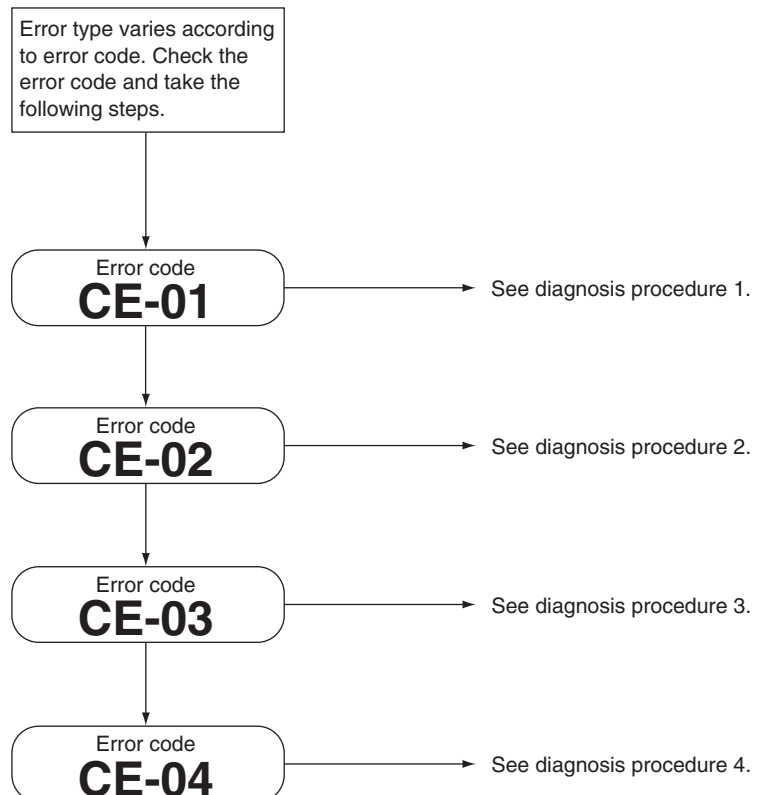 Error type varies according
to error code. Check the
error code and take the
following steps.
Error code
CE-01
See diagnosis procedure 1.
Error code
CE-02
See diagnosis procedure 2.
Error code
CE-03
See diagnosis procedure 3.
Error code
CE-04
See diagnosis procedure 4.